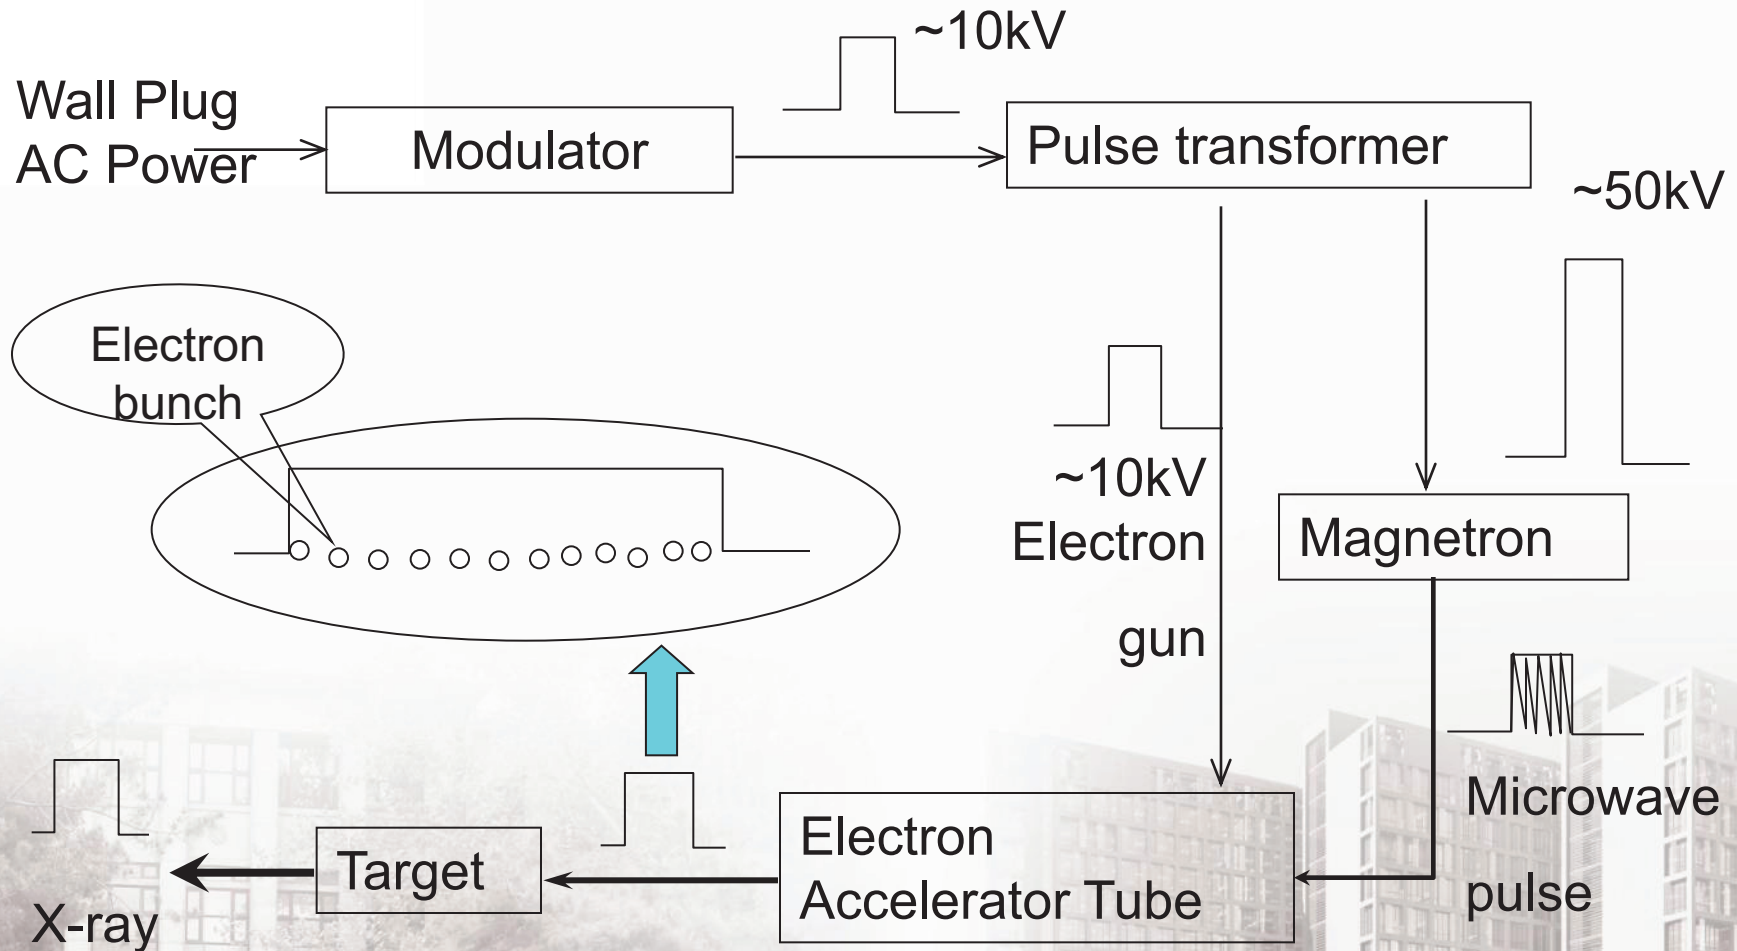 ~10kV
Wall Plug
AC Power
Modulator
Pulse transformer
~50kV
Electron
bunch
~10kV
Electron
gun
Magnetron
Microwave
pulse
Electron
Accelerator Tube
Target
X-ray